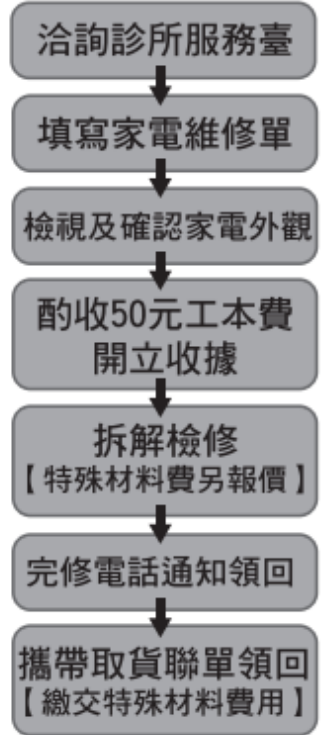 洽詢診所服務臺
填寫家電維修單
檢視及確認家電外觀
酌收50元工本費
開立收據
拆解檢修
【特殊材料費另報價】
完修電話通知領回
攜帶取貨聯單領回
【繳交特殊材料費用】